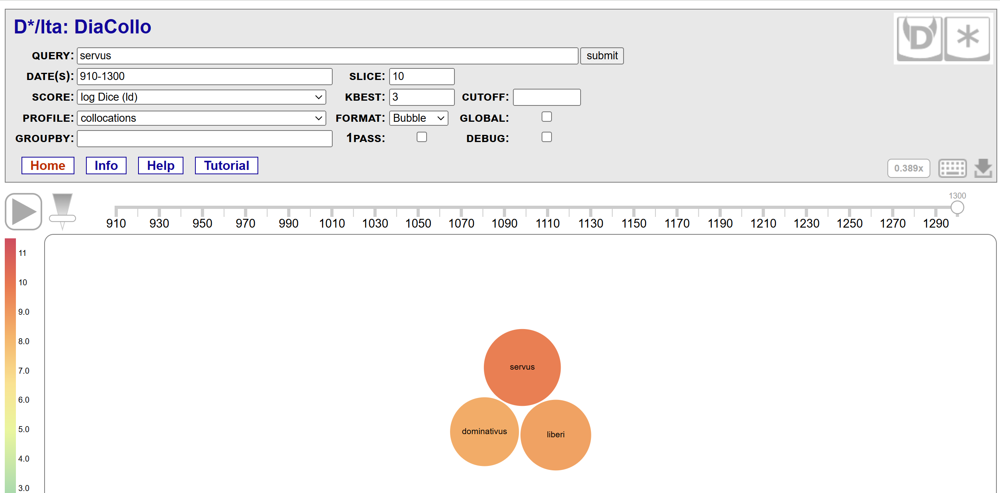 D*/lta: DiaCollo
QUERY: servus submit
DATE(S): 910-1300 SLICE: 10
SCORE: log Dice (ld) KBEST: 3 CUTOFF:
PROFILE: collocations FORMAT: Bubble GLOBAL:
GROUPBY: 1PASS: DEBUG:
Home Info Help Tutorial 0.389x
D *
1300
910 930 950 970 990 1010 1030 1050 1070 1090 1110 1130 1150 1170 1190 1210 1230 1250 1270 1290
11
10
9.0
8.0
7.0
6.0
5.0
4.0
3.0
servus
dominativus
liberi